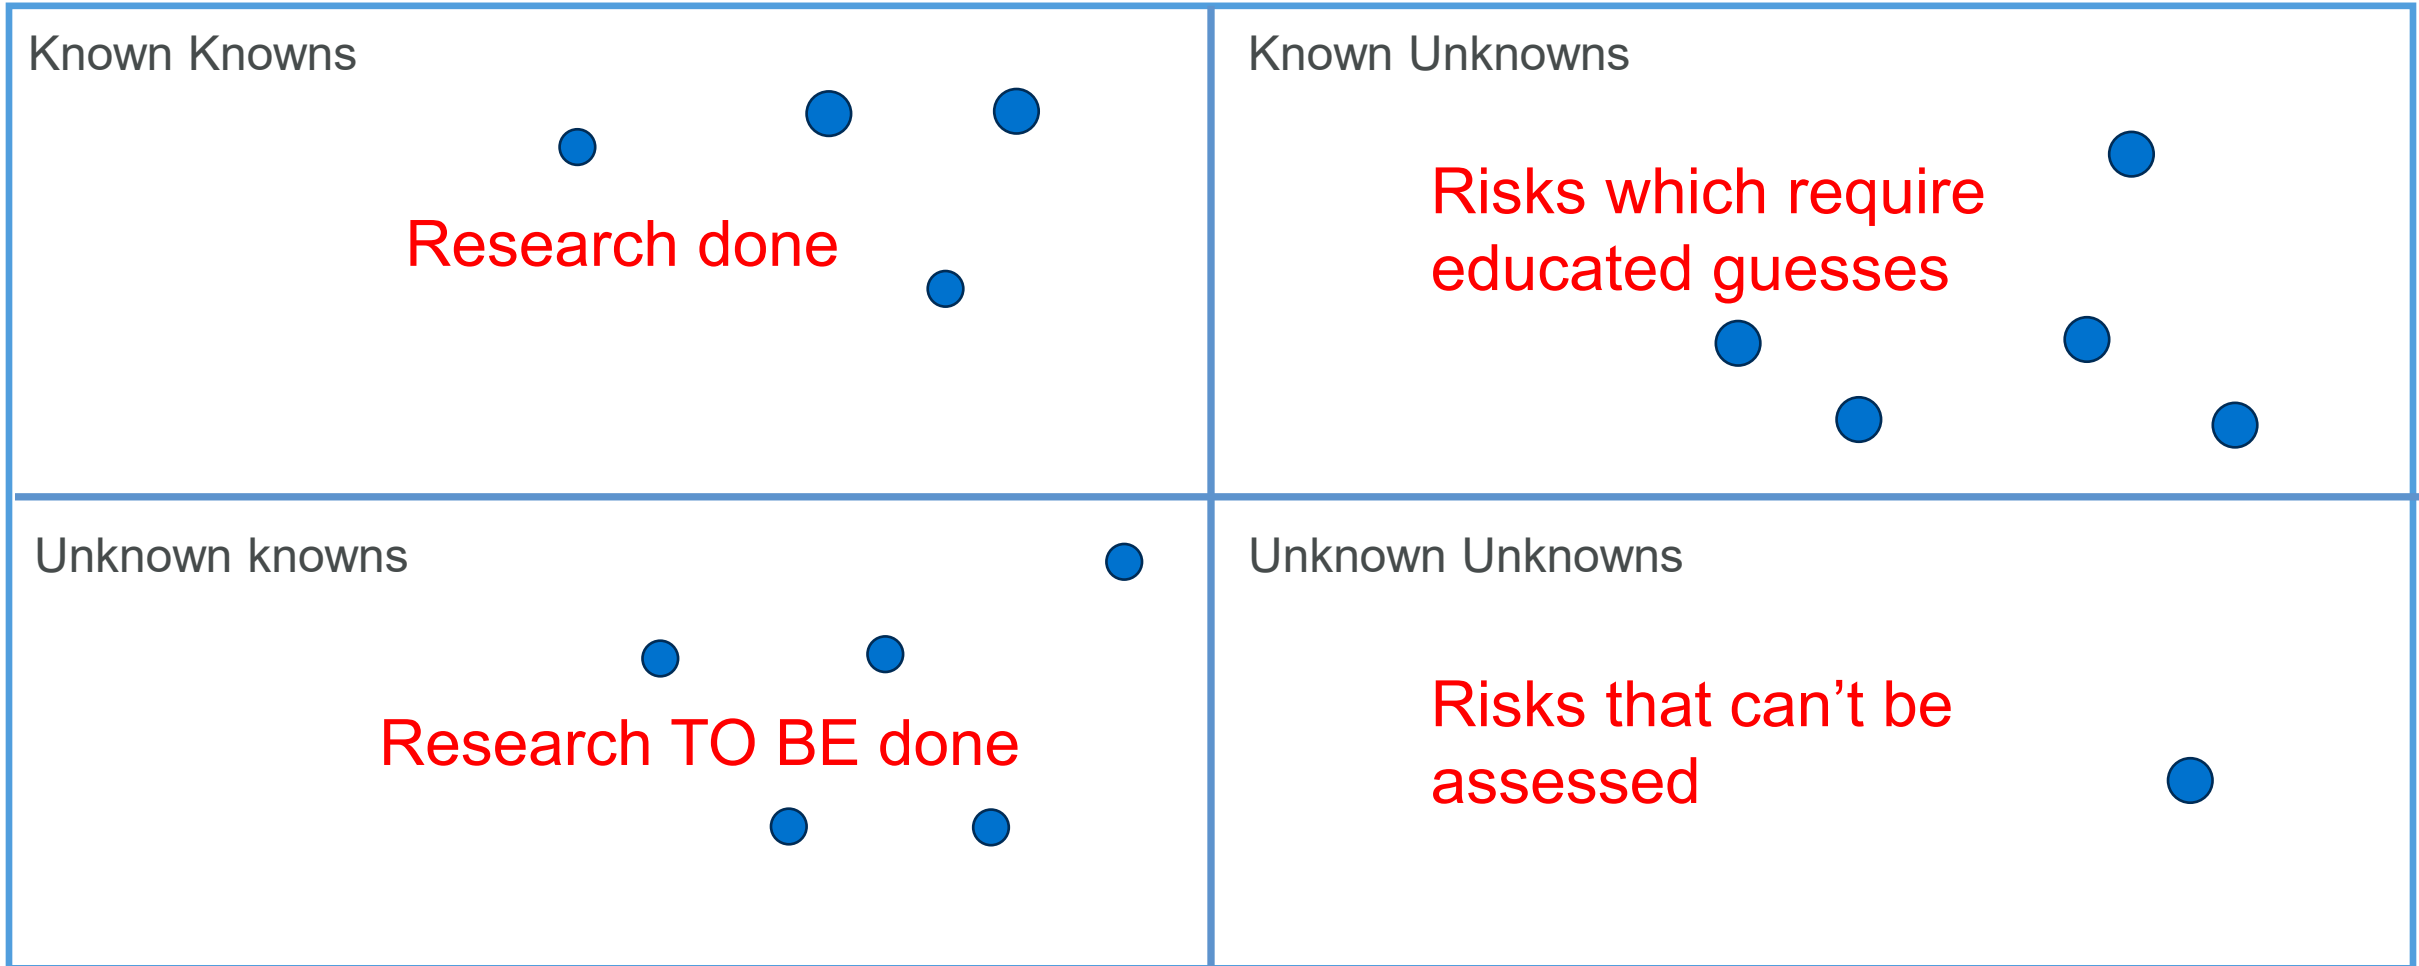 Known Knowns
Research done
Known Unknowns
Risks which require
educated guesses
Unknown knowns
Research TO BE done
Unknown Unknowns
Risks that can’t be
assessed